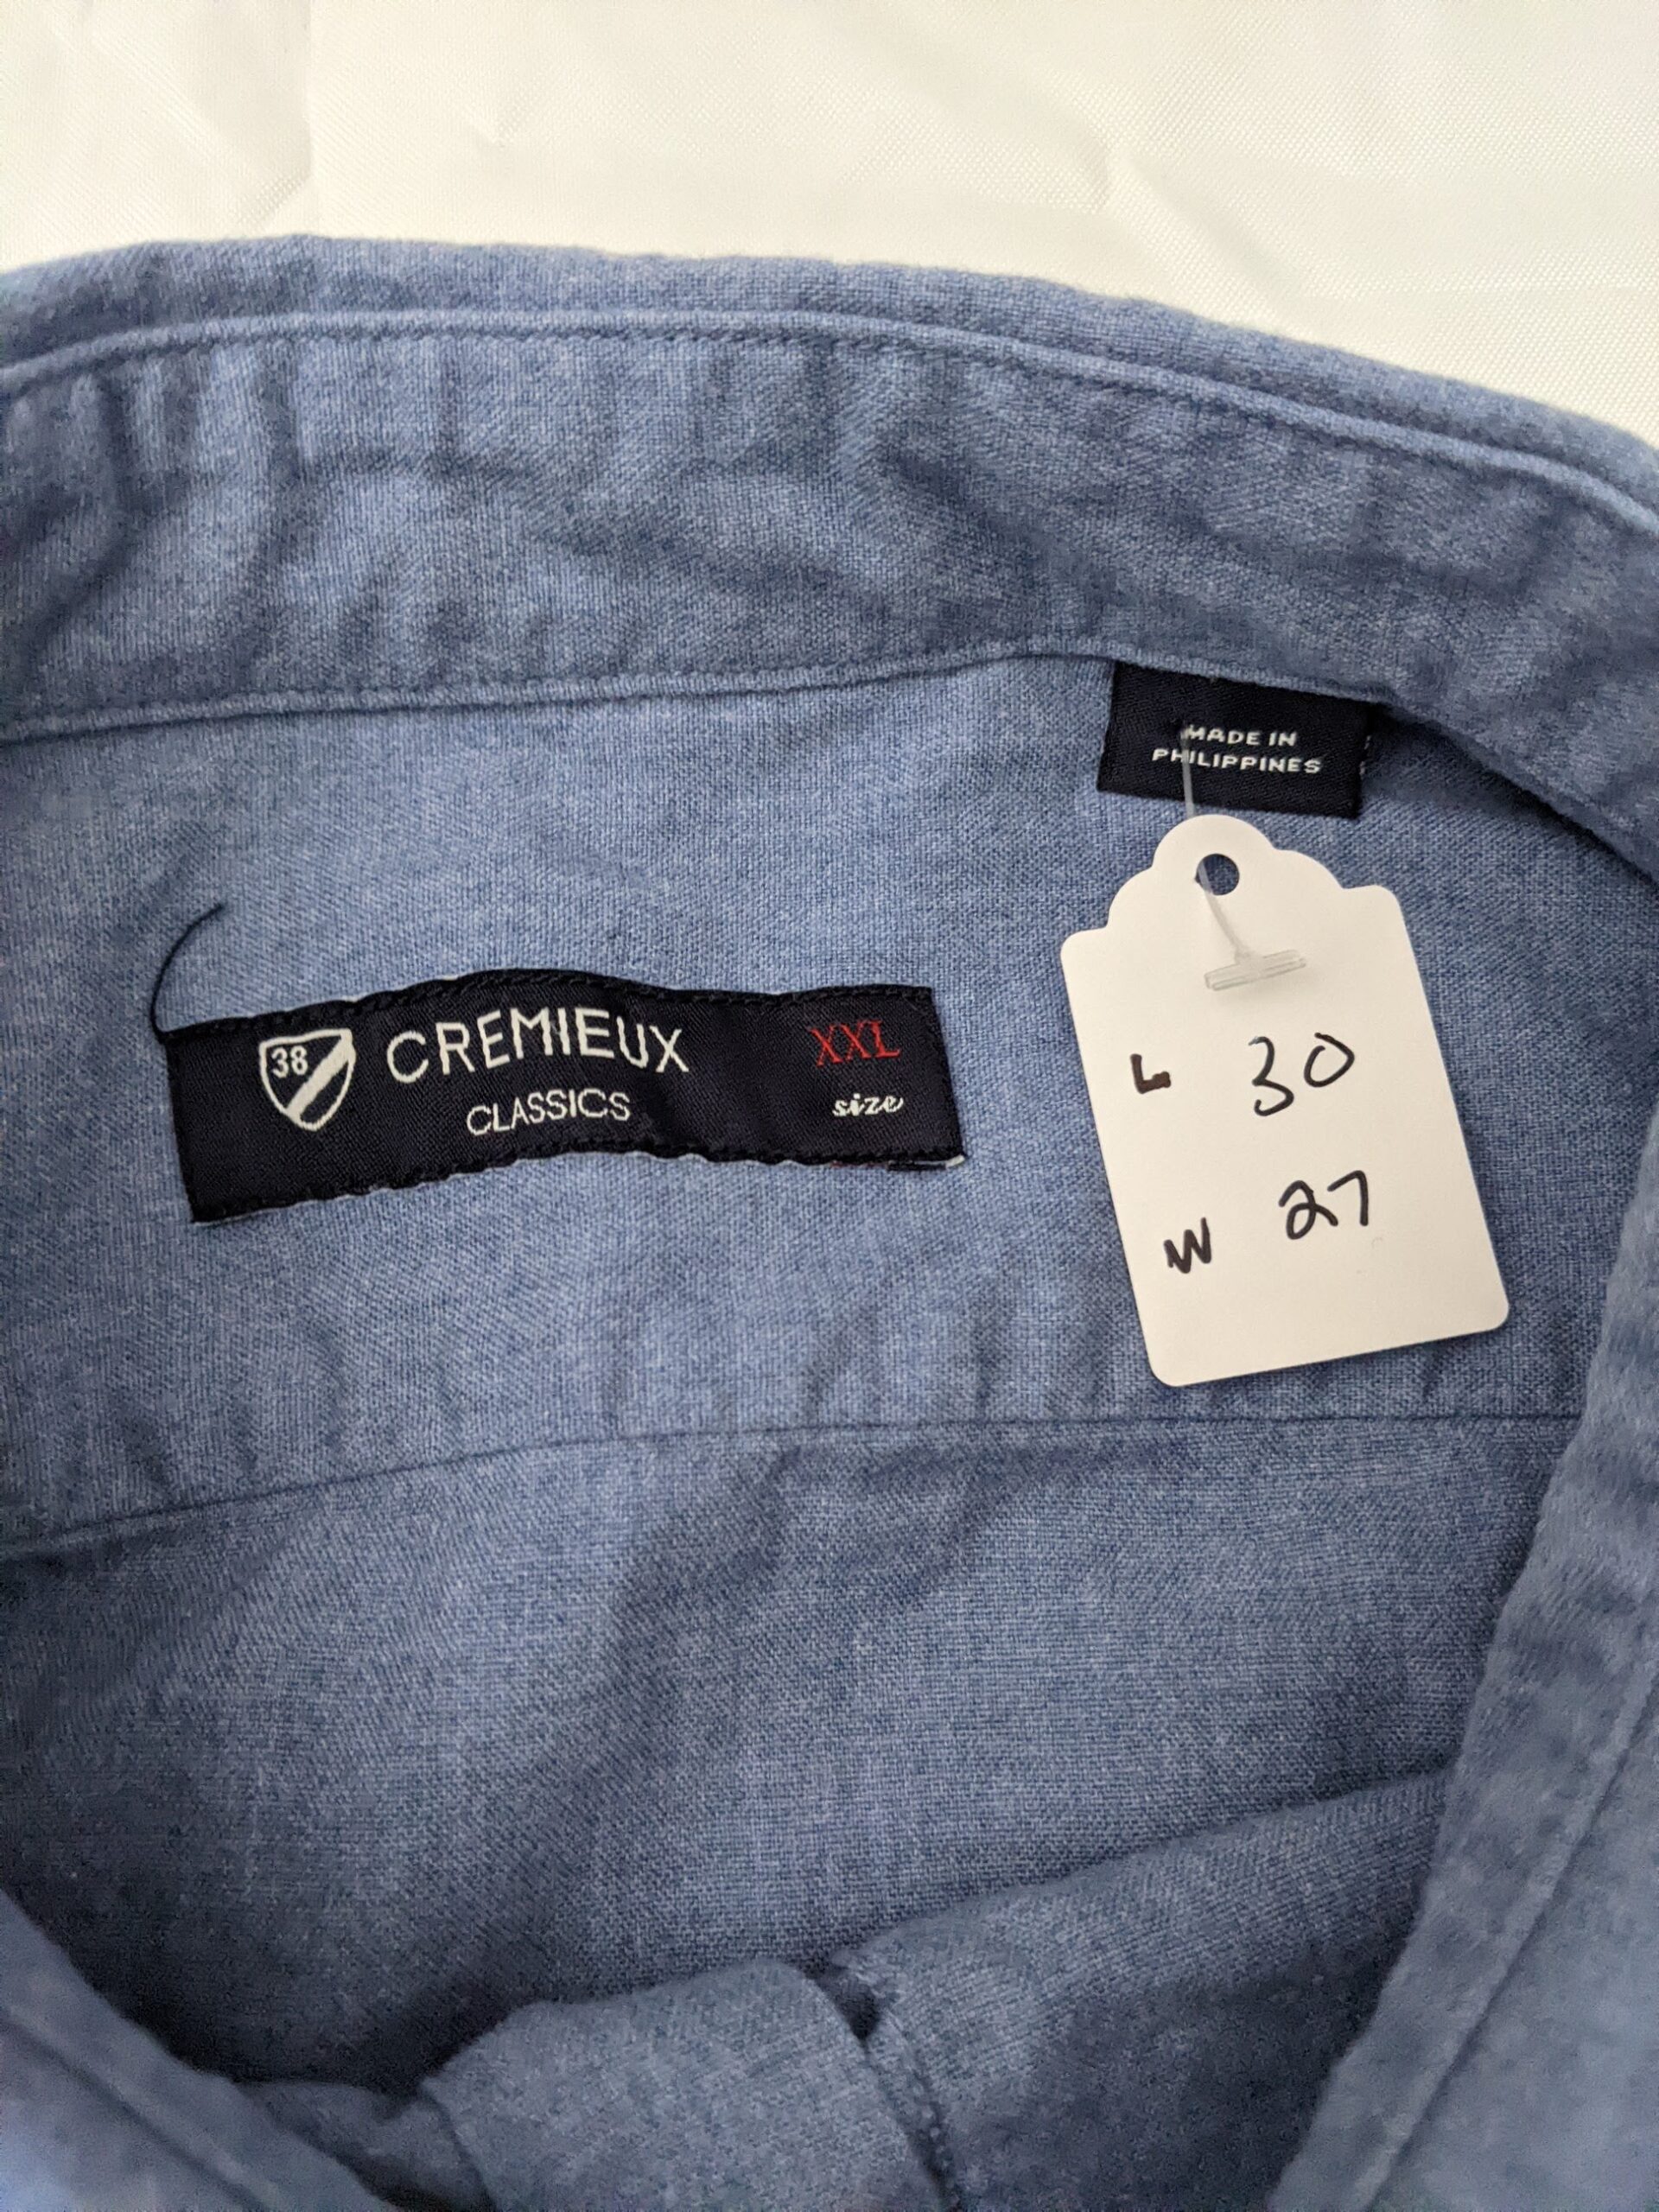 MADE IN
PHILIPPINES
38 CREMIEUX XXL
CLASSICS size
L 30
W 27